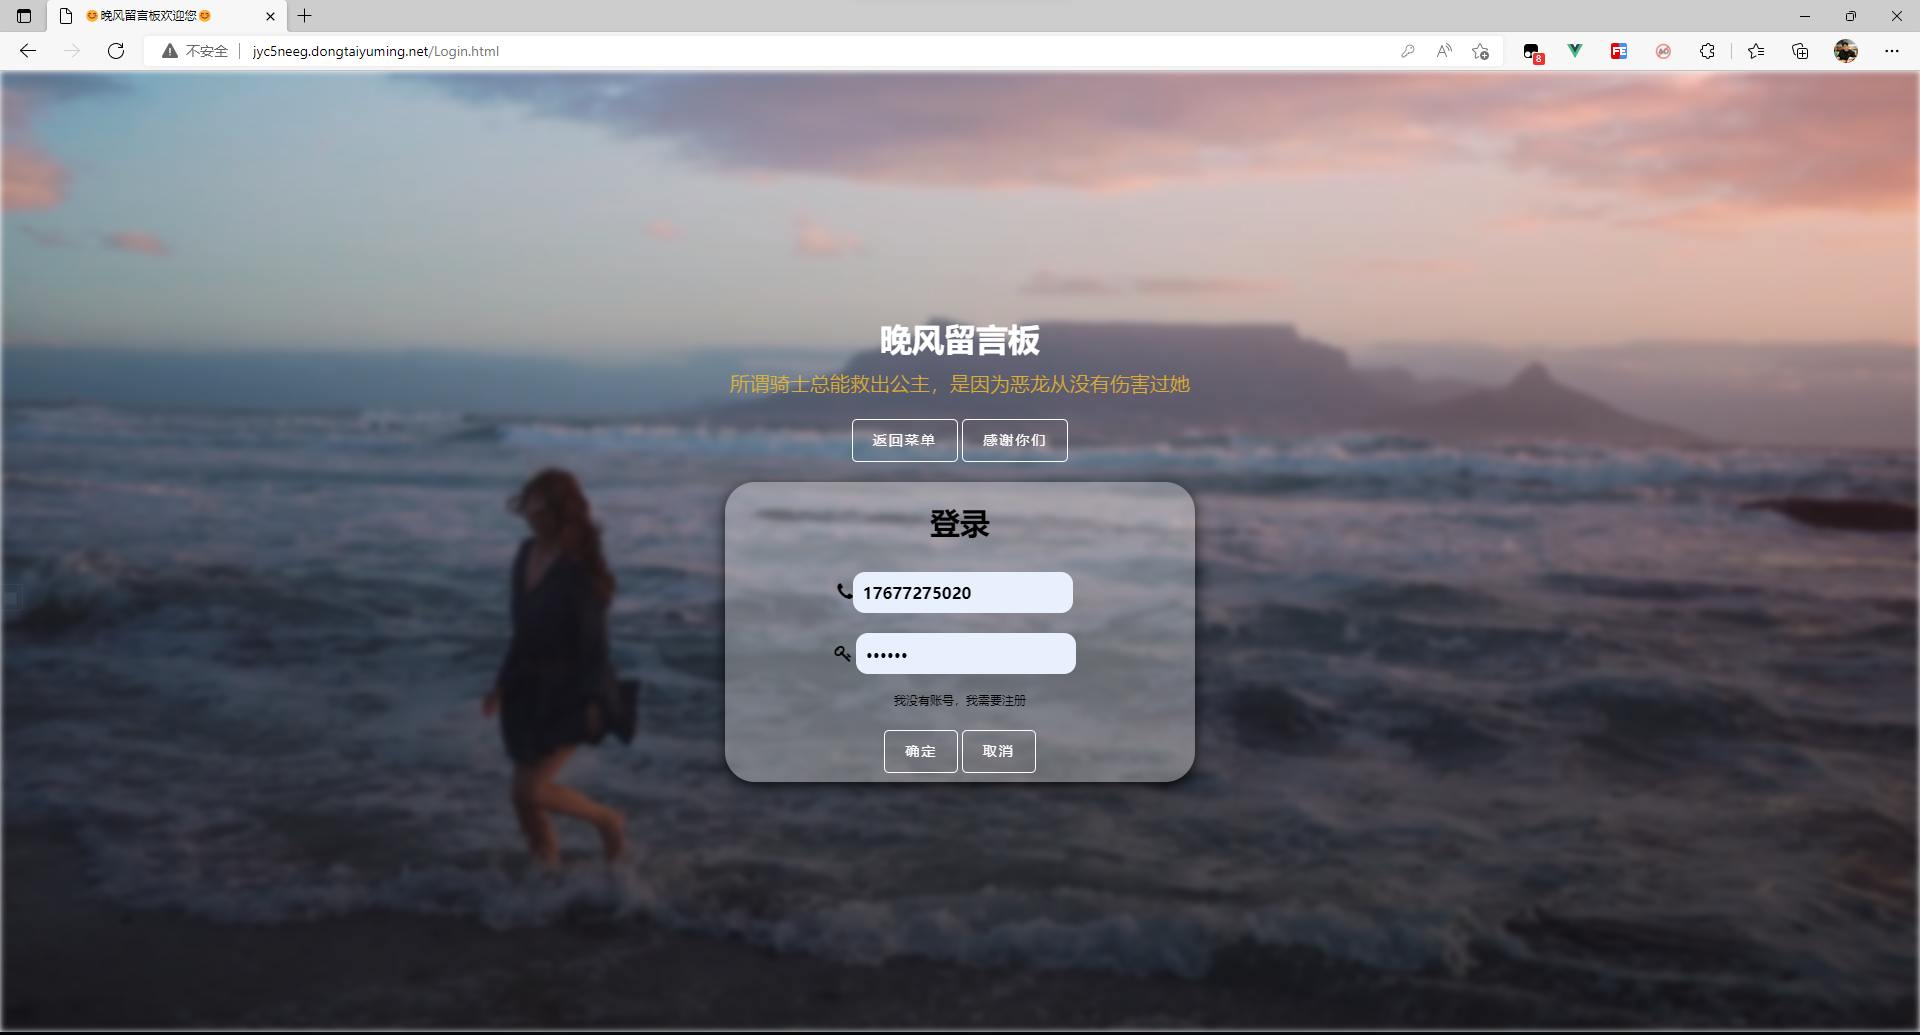 😊晚风留言板欢迎您😊
不安全 jyc5neeg.dongtaiyuming.net/Login.html
8
晚风留言板
所谓骑士总能救出公主，是因为恶龙从没有伤害过她
返回菜单 感谢你们
登录
17677275020
••••••
我没有账号，我需要注册
确定 取消